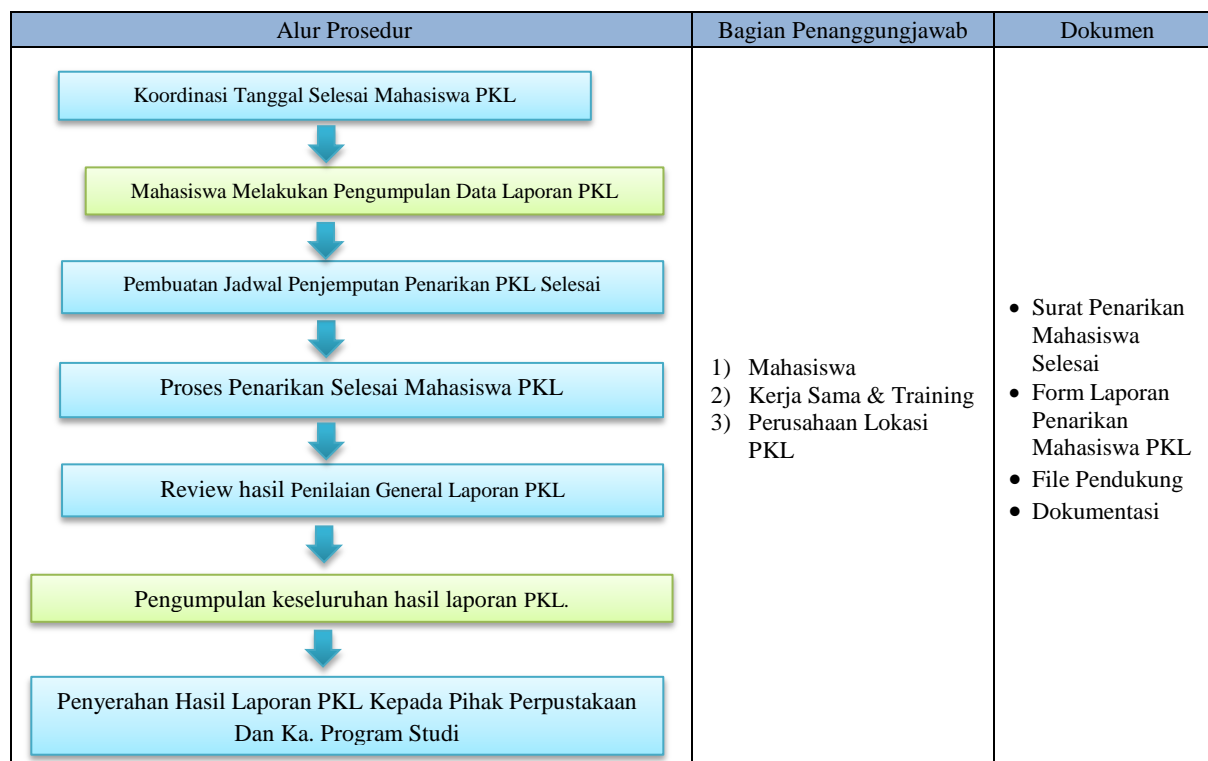 Alur Prosedur
Bagian Penanggungjawab
Dokumen
Koordinasi Tanggal Selesai Mahasiswa PKL
Mahasiswa Melakukan Pengumpulan Data Laporan PKL
Pembuatan Jadwal Penjemputan Penarikan PKL Selesai
Proses Penarikan Selesai Mahasiswa PKL
Review hasil Penilaian General Laporan PKL
Pengumpulan keseluruhan hasil laporan PKL.
Penyerahan Hasil Laporan PKL Kepada Pihak Perpustakaan
Dan Ka. Program Studi
1) Mahasiswa
2) Kerja Sama & Training
3) Perusahaan Lokasi
PKL
• Surat Penarikan
Mahasiswa
Selesai
• Form Laporan
Penarikan
Mahasiswa PKL
• File Pendukung
• Dokumentasi